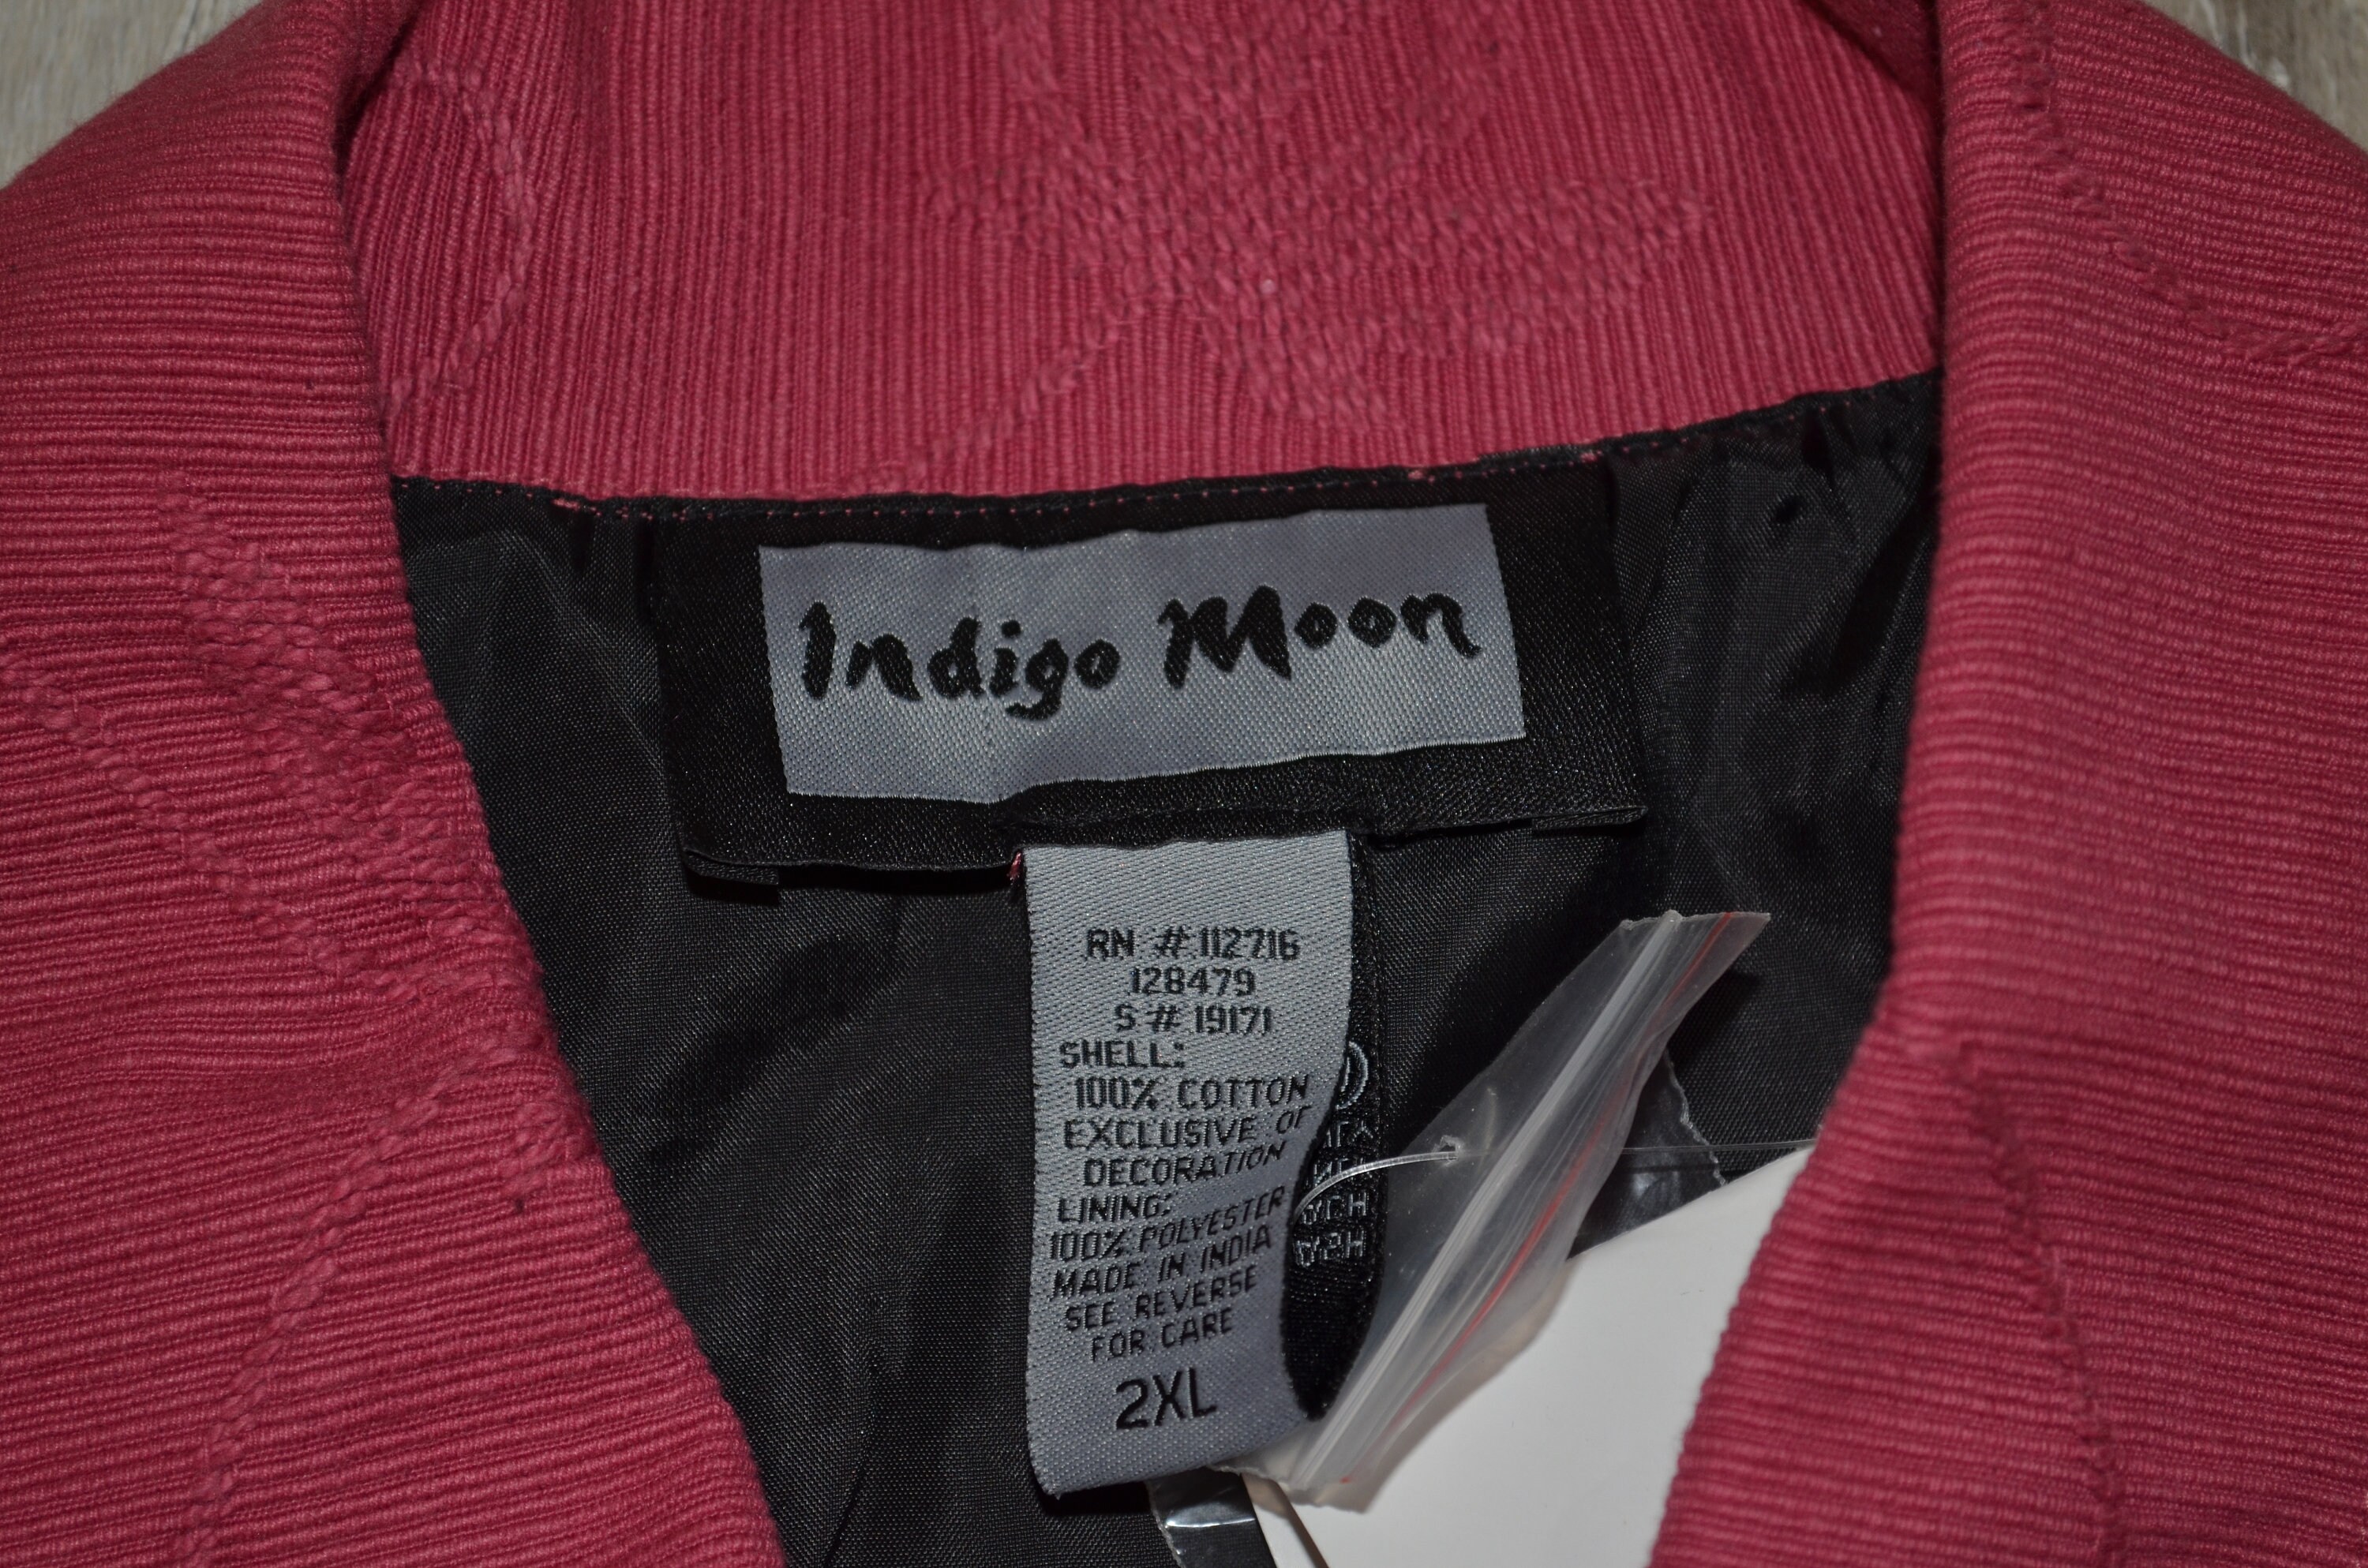 Indigo Moon
RN # 112716
128479
S # 19171
SHELL:
100% COTTON
EXCLUSIVE OF
DECORATION
LINING:
100% POLYESTER
MADE IN INDIA
SEE REVERSE
FOR CARE
2XL